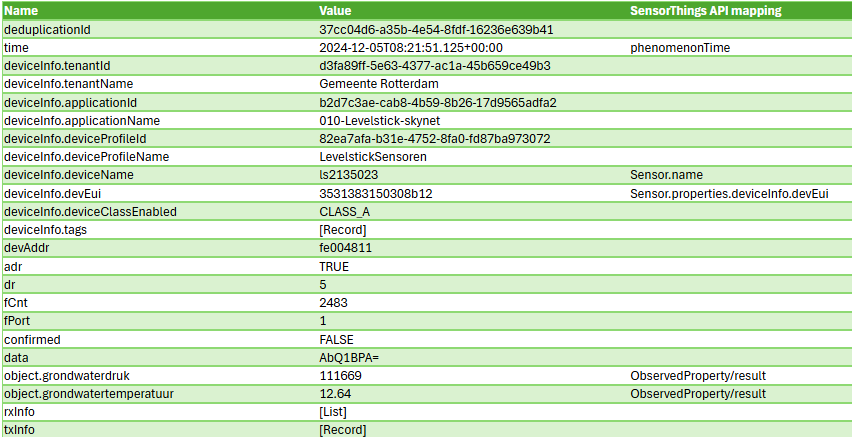 Name Value SensorThings API mapping
deduplicationId 37cc04d6-a35b-4e54-8fdf-16236e639b41
time 2024-12-05T08:21:51.125+00:00 phenomenonTime
deviceInfo.tenantId d3fa89ff-5e63-4377-ac1a-45b659ce49b3
deviceInfo.tenantName Gemeente Rotterdam
deviceInfo.applicationId b2d7c3ae-cab8-4b59-8b26-17d9565adfa2
deviceInfo.applicationName 010-Levelstick-skynet
deviceInfo.deviceProfileId 82ea7afa-b31e-4752-8fa0-fd87ba973072
deviceInfo.deviceProfileName LevelstickSensoren
deviceInfo.deviceName ls2135023 Sensor.name
deviceInfo.devEui 3531383150308b12 Sensor.properties.deviceInfo.devEui
deviceInfo.deviceClassEnabled CLASS_A
deviceInfo.tags [Record]
devAddr fe004811
adr TRUE
dr 5
fCnt 2483
fPort 1
confirmed FALSE
data AbQ1BPA=
object.grondwaterdruk 111669 ObservedProperty/result
object.grondwatertemperatuur 12.64 ObservedProperty/result
rxInfo [List]
txInfo [Record]